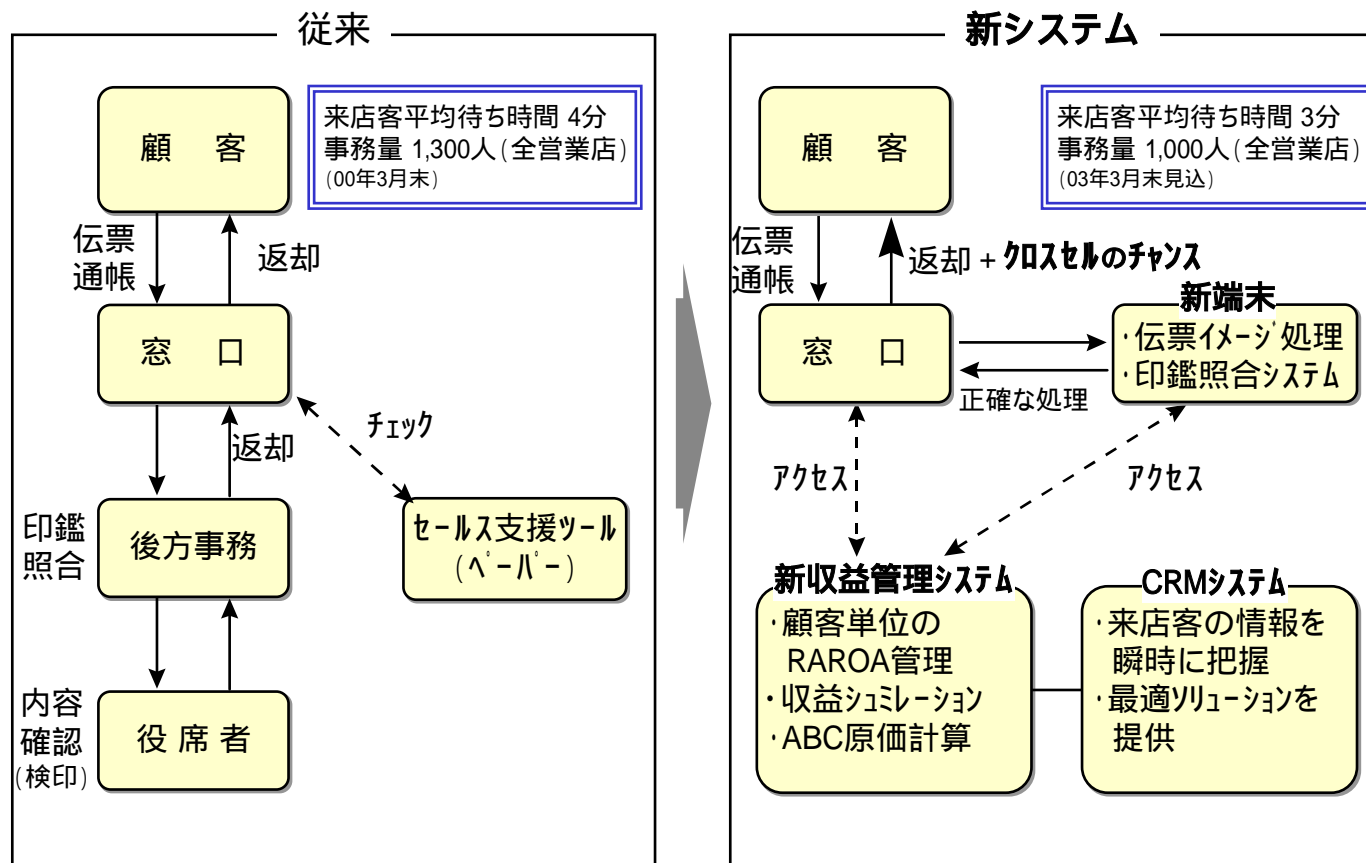 従来
顧　客
来店客平均待ち時間 4分
事務量 1,300人(全営業店)
(00年3月末)
伝票
通帳
返却
窓　口
チェック
返却
印鑑
照合
後方事務
セールス支援ツール
(ペーパー)
内容
確認
(検印)
役 席 者
新システム
顧　客
来店客平均待ち時間 3分
事務量 1,000人(全営業店)
(03年3月末見込)
伝票
通帳
返却 + クロスセルのチャンス
窓　口
新端末
・伝票イメージ処理
・印鑑照合システム
正確な処理
アクセス
アクセス
新収益管理システム
・顧客単位の
RAROA管理
・収益シュミレーション
・ABC原価計算
CRMシステム
・来店客の情報を
瞬時に把握
・最適ソリューションを
提供